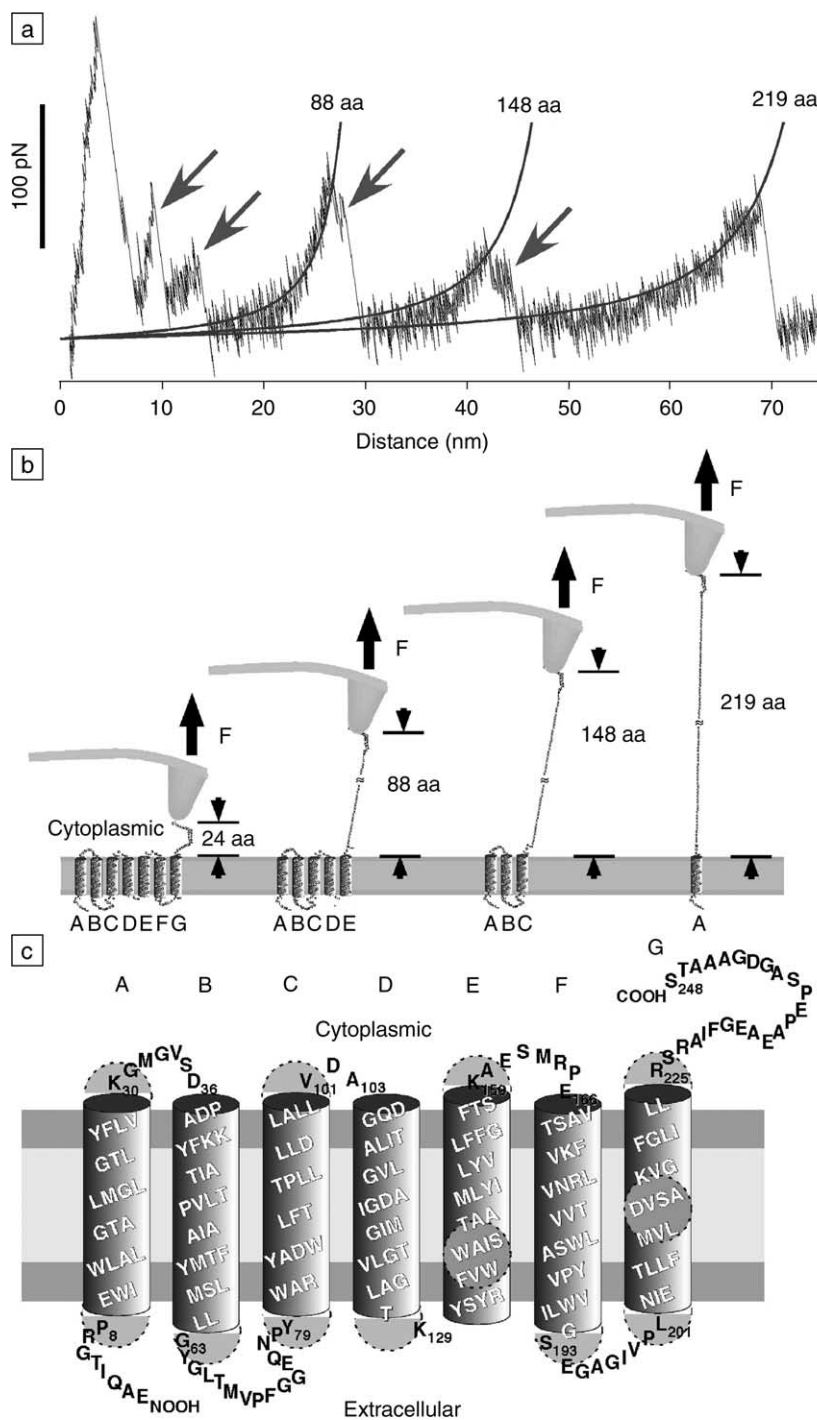 a
100 pN
88 aa
148 aa
219 aa
0 10 20 30 40 50 60 70
Distance (nm)
b
F
F
F
F
Cytoplasmic
24 aa
88 aa
148 aa
219 aa
A B C D E F G
A B C D E
A B C
A
c
A B C D E F G
Cytoplasmic
COOH S248 T A A A G D G A S P E P A E A E G F I A R S R225
K30 G M G V S D36
V101 D A103
K159 A E S M R P E166
YFLV
GTL
LMGL
GTA
WLAL
EWI
ADP
YFKK
TIA
PVLT
AIA
YMTF
MSL
LL
LALL
LLD
TPLL
LFT
YADW
WAR
GQD
ALIT
GVL
IGDA
GIM
VLGT
LAG
T
FTS
LFFG
LYV
MLYI
TAA
WAIS
FVW
YSYR
TSAV
VKF
VNRL
VVT
ASWL
VPY
ILWV
G
LL
FGLI
KVG
DVSA
MVL
TLLF
NIE
P8 R G T I Q A E NOOH
G63 Y G L T M V P F G G E Q N P Y79
K129
S193 E G A G I V P L201
Extracellular